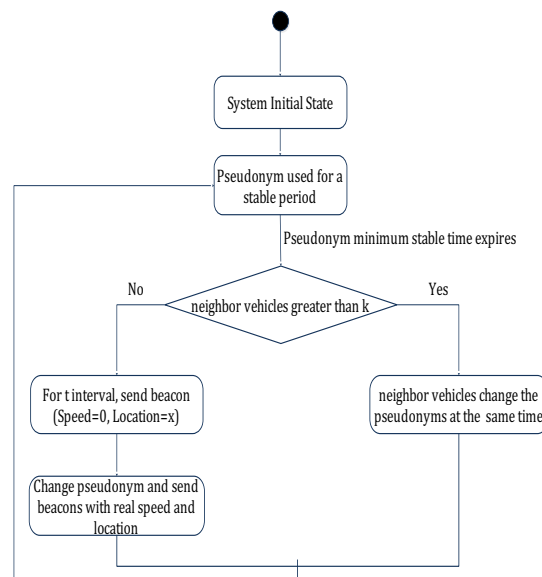 System Initial State
Pseudonym used for a
stable period
Pseudonym minimum stable time expires
No
neighbor vehicles greater than k
Yes
For t interval, send beacon
(Speed=0, Location=x)
neighbor vehicles change the
pseudonyms at the same time
Change pseudonym and send
beacons with real speed and
location